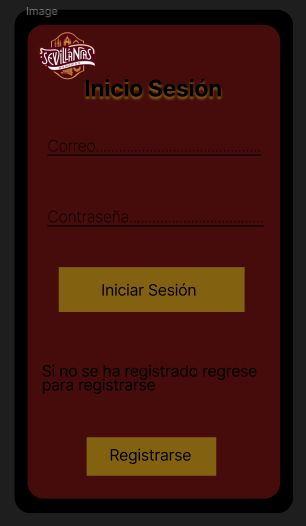 Image
SEVILLANAS
Inicio Sesión
Correo......................................
Contraseña................................
Iniciar Sesión
Si no se ha registrado regrese
para registrarse
Registrarse